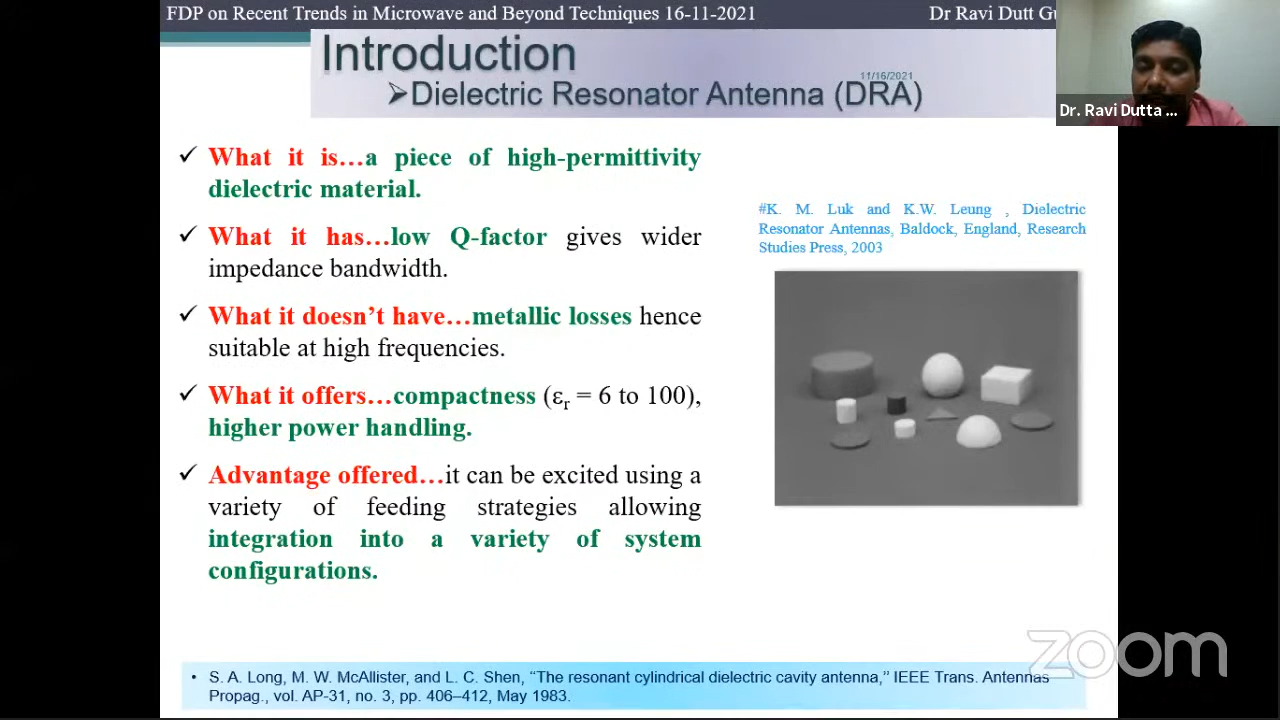 FDP on Recent Trends in Microwave and Beyond Techniques 16-11-2021
Dr Ravi Dutt Gu
Introduction
11/16/2021
➢Dielectric Resonator Antenna (DRA)
Dr. Ravi Dutta ...
✓ What it is…a piece of high-permittivity
dielectric material.
✓ What it has…low Q-factor gives wider
impedance bandwidth.
✓ What it doesn’t have…metallic losses hence
suitable at high frequencies.
✓ What it offers…compactness (εr = 6 to 100),
higher power handling.
✓ Advantage offered…it can be excited using a
variety of feeding strategies allowing
integration into a variety of system
configurations.
#K. M. Luk and K.W. Leung , Dielectric
Resonator Antennas, Baldock, England, Research
Studies Press, 2003
zoom
• S. A. Long, M. W. McAllister, and L. C. Shen, “The resonant cylindrical dielectric cavity antenna,” IEEE Trans. Antennas
Propag., vol. AP-31, no. 3, pp. 406–412, May 1983.